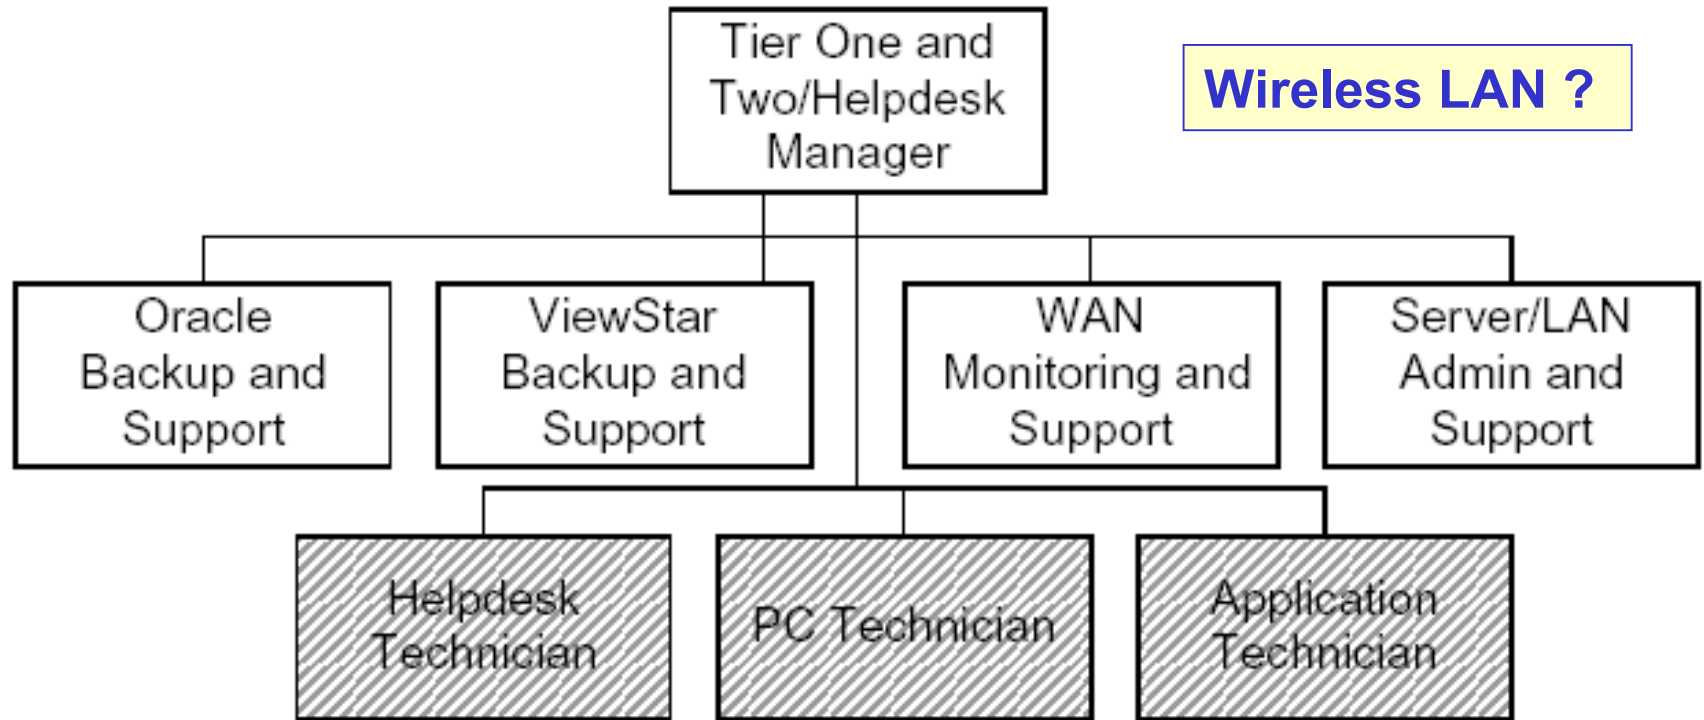 Tier One and
Two/Helpdesk
Manager
Wireless LAN ?
Oracle
Backup and
Support
ViewStar
Backup and
Support
WAN
Monitoring and
Support
Server/LAN
Admin and
Support
Helpdesk
Technician
PC Technician
Application
Technician